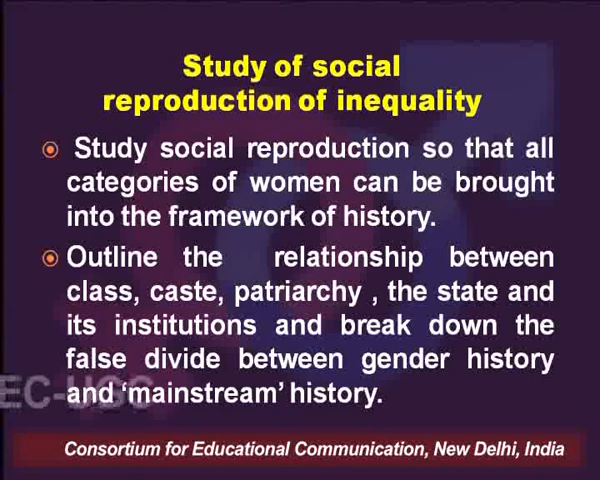 Study of social
reproduction of inequality
Study social reproduction so that all
categories of women can be brought
into the framework of history.
Outline the relationship between
class, caste, patriarchy , the state and
its institutions and break down the
false divide between gender history
and ‘mainstream’ history.
EC-UGC
Consortium for Educational Communication, New Delhi, India